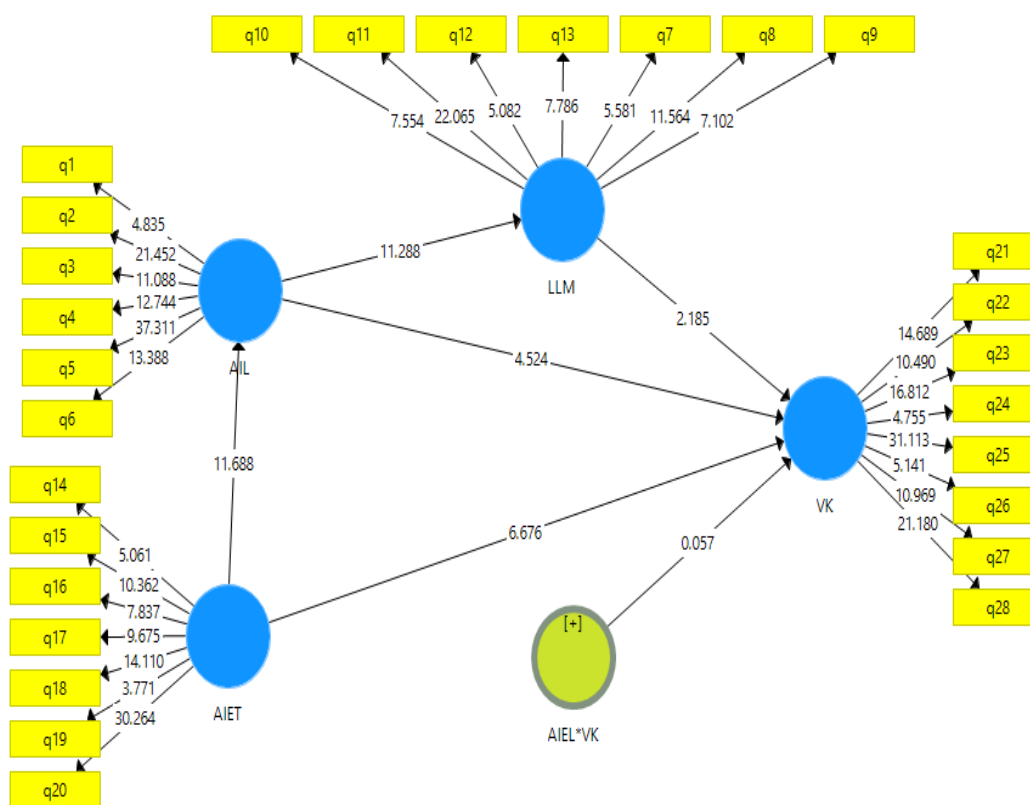 q10 q11 q12 q13 q7 q8 q9
7.554 22.065 5.082 7.786 5.581 11.564 7.102
LLM
q1
q2
q3
q4
q5
q6
4.835
21.452
11.088
12.744
37.311
13.388
AIL
11.288
2.185
4.524
11.688
6.676
0.057
q21
q22
q23
q24
q25
q26
q27
q28
14.689
10.490
16.812
4.755
31.113
5.141
10.969
21.180
VK
q14
q15
q16
q17
q18
q19
q20
5.061
10.362
7.837
9.675
14.110
3.771
30.264
AIET
[+]
AIEL*VK